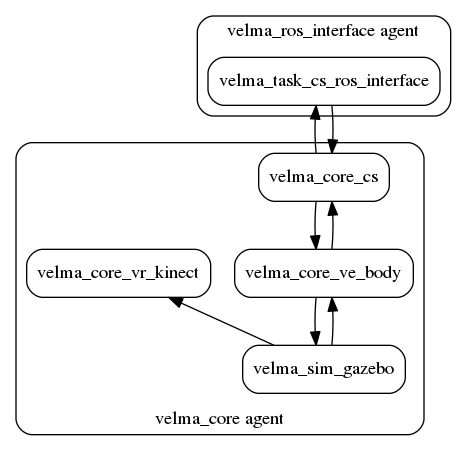 velma_ros_interface agent
velma_task_cs_ros_interface
velma_core_cs
velma_core_vr_kinect
velma_core_ve_body
velma_sim_gazebo
velma_core agent